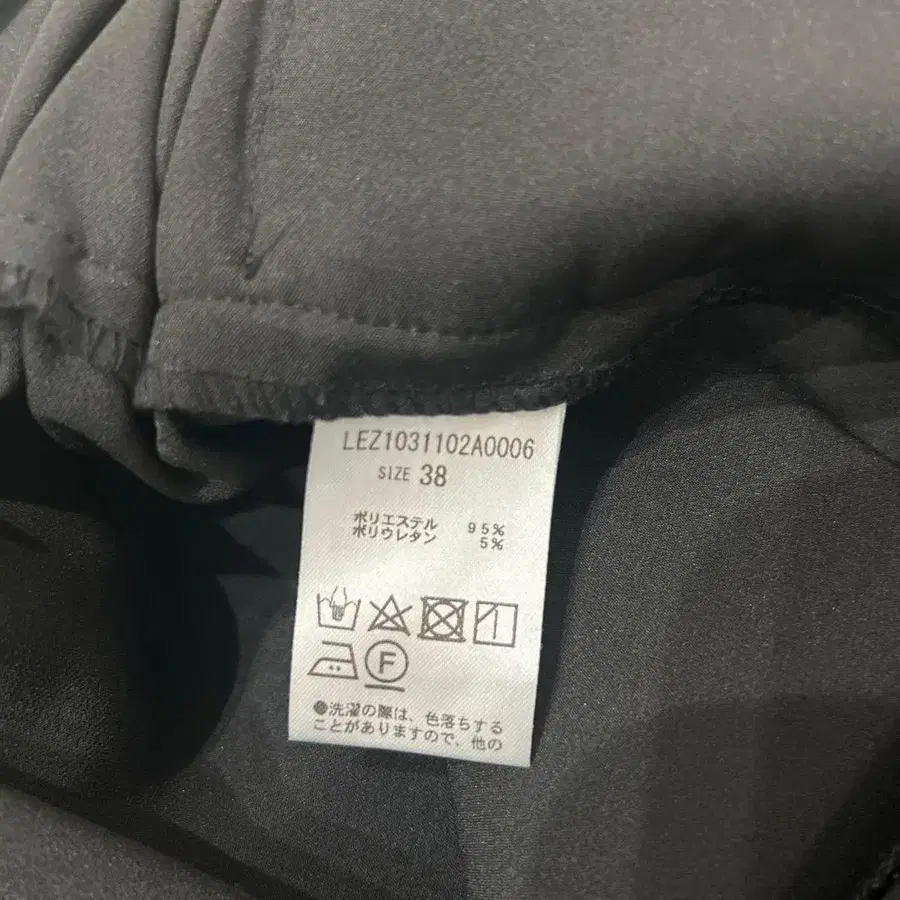 LEZ1031102A0006
SIZE 38
ポリエステル 95%
ポリウレタン 5%
F
●洗濯の際は、色落ちする
ことがありますので、他の